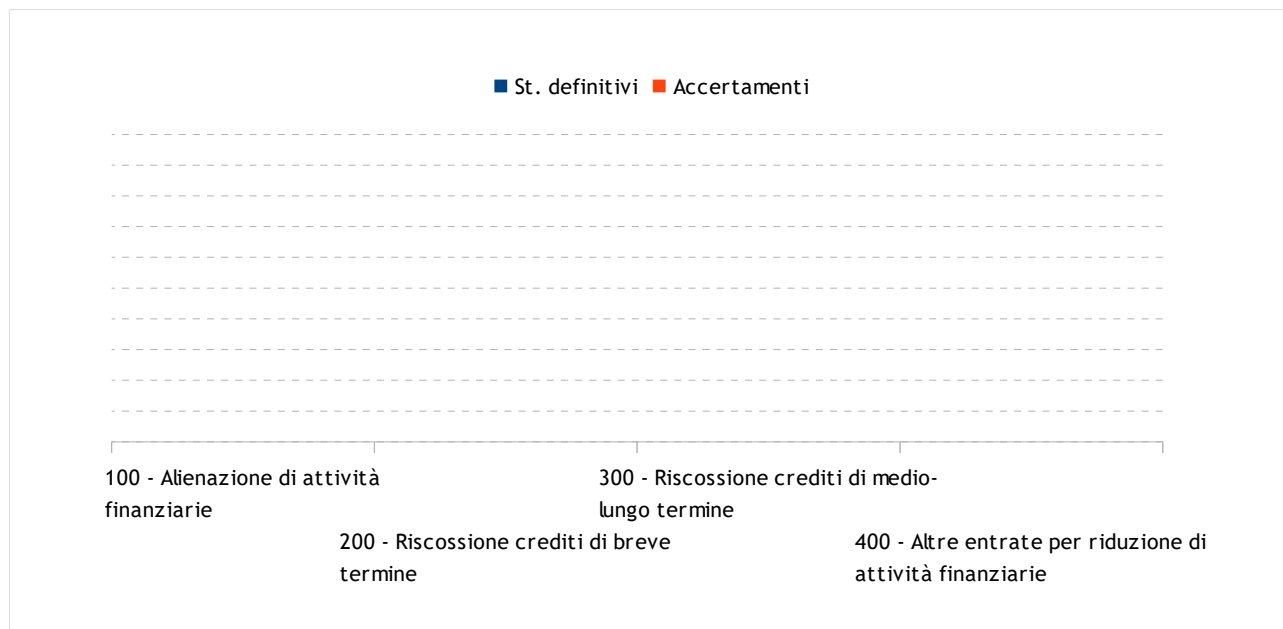 St. definitivi Accertamenti
100 - Alienazione di attività
finanziarie
200 - Riscossione crediti di breve
termine
300 - Riscossione crediti di medio-
lungo termine
400 - Altre entrate per riduzione di
attività finanziarie